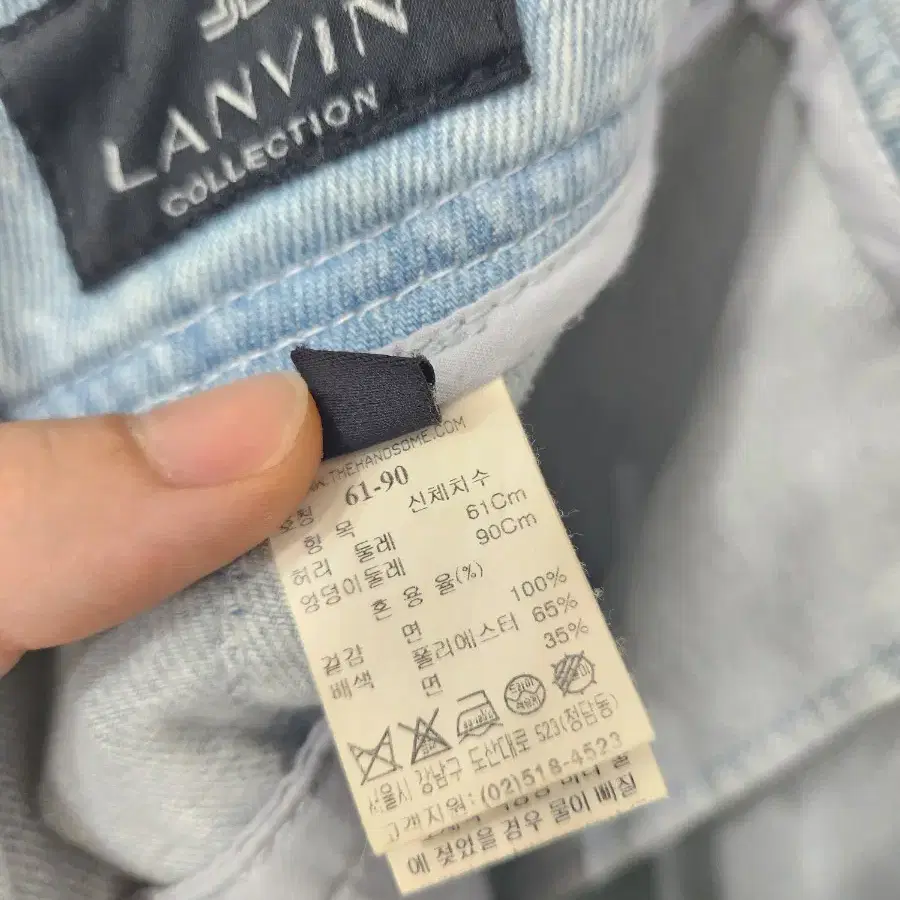 LANVIN
COLLECTION
.THEHANDSOME.COM
호칭 61-90
항 목 신체치수
허리 둘레 61Cm
엉덩이둘레 90Cm
혼 용 율(%)
겉감 면 100%
배색 폴리에스터 65%
면 35%
드라이
서울시 강남구 도산대로 523(청담동)
고객지원:(02)518-4523
에 젖었을 경우 물이 빠질